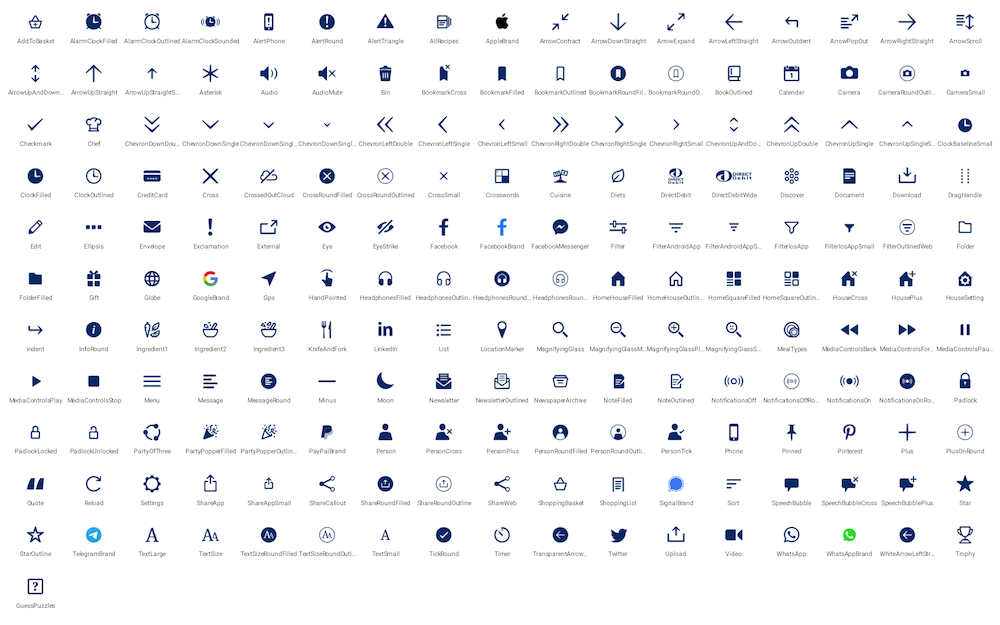 AddToBasket AlarmClockFilled AlarmClockOutlined AlarmClockSounded AlertPhone AlertRound AlertTriangle AllRecipes AppleBrand ArrowContract ArrowDownStraight ArrowExpand ArrowLeftStraight ArrowOutdent ArrowPopOut ArrowRightStraight ArrowScroll
ArrowUpAndDown... ArrowUpStraight ArrowUpStraightS... Asterisk Audio AudioMute Bin BookmarkCross BookmarkFilled BookmarkOutlined BookmarkRoundFil... BookmarkRoundO... BookOutlined Calendar Camera CameraRoundOutli... CameraSmall
1
Checkmark Chef ChevronDownDou... ChevronDownSingle ChevronDownSingl... ChevronDownSingl... ChevronLeftDouble ChevronLeftSingle ChevronLeftSmall ChevronRightDouble ChevronRightSingle ChevronRightSmall ChevronUpAndDo... ChevronUpDouble ChevronUpSingle ChevronUpSingleS... ClockBaselineSmall
DIRECT Debit DIRECT Debit
ClockFilled ClockOutlined CreditCard Cross CrossedOutCloud CrossRoundFilled CrossRoundOutlined CrossSmall Crosswords Cuisine Diets DirectDebit DirectDebitWide Discover Document Download DragHandle
Edit Ellipsis Envelope Exclamation External Eye EyeStrike Facebook FacebookBrand FacebookMessenger Filter FilterAndroidApp FilterAndroidAppS... FilterIosApp FilterIosAppSmall FilterOutlinedWeb Folder
FolderFilled Gift Globe GoogleBrand Gps HandPointed HeadphonesFilled HeadphonesOutlin... HeadphonesRound... HeadphonesRoun... HomeHouseFilled HomeHouseOutlin... HomeSquareFilled HomeSquareOutlin... HouseCross HousePlus HouseSetting
in
Indent InfoRound Ingredient1 Ingredient2 Ingredient3 KnifeAndFork LinkedIn List LocationMarker MagnifyingGlass MagnifyingGlassM... MagnifyingGlassPl... MagnifyingGlassS... MealTypes MediaControlsBack MediaControlsFor... MediaControlsPau...
MediaControlsPlay MediaControlsStop Menu Message MessageRound Minus Moon Newsletter NewsletterOutlined NewspaperArchive NoteFilled NoteOutlined NotificationsOff NotificationsOffRo... NotificationsOn NotificationsOnRo... Padlock
PadlockLocked PadlockUnlocked PartyOfThree PartyPopperFilled PartyPopperOutlin... PayPalBrand Person PersonCross PersonPlus PersonRoundFilled PersonRoundOutli... PersonTick Phone Pinned Pinterest Plus PlusOnRound
Quote Reload Settings ShareApp ShareAppSmall ShareCallout ShareRoundFilled ShareRoundOutline ShareWeb ShoppingBasket ShoppingList SignalBrand Sort SpeechBubble SpeechBubbleCross SpeechBubblePlus Star
A AA AA AA A
StarOutline TelegramBrand TextLarge TextSize TextSizeRoundFilled TextSizeRoundOutl... TextSmall TickRound Timer TransparentArrow... Twitter Upload Video WhatsApp WhatsAppBrand WhiteArrowLeftStr... Trophy
?
GuessPuzzles